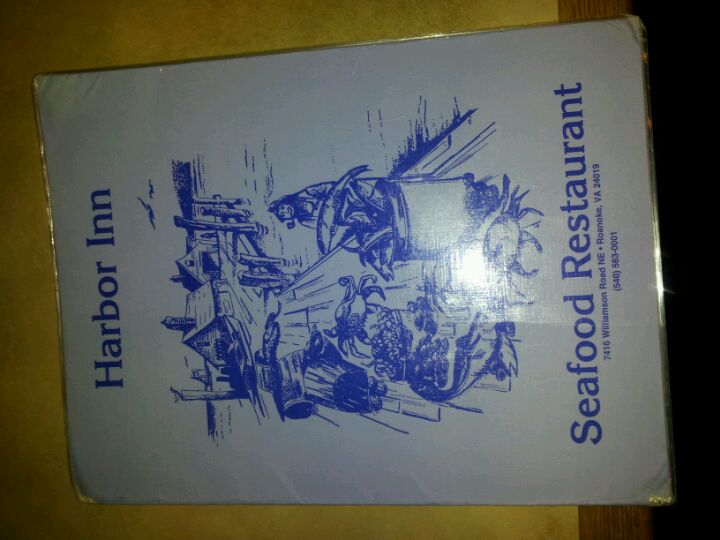 Harbor Inn
Seafood Restaurant
7416 Williamson Road NE • Roanoke, VA 24019
(540) 563-0001